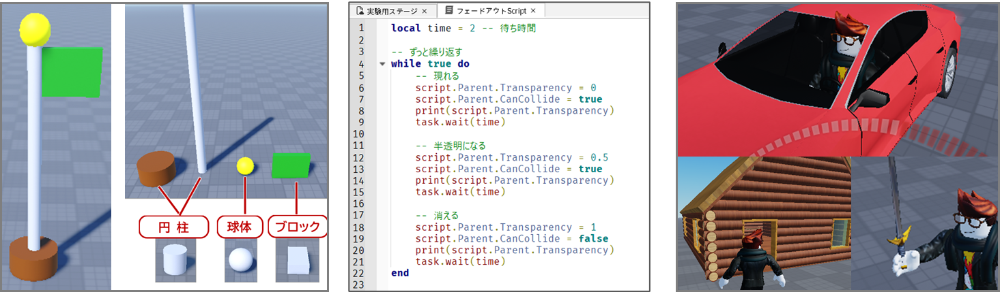 円 柱
球体
ブロック
実験用ステージ ×
フェードアウトScript ×
1 local time = 2 -- 待ち時間
2
3 -- ずっと繰り返す
4 while true do
5 -- 現れる
6 script.Parent.Transparency = 0
7 script.Parent.CanCollide = true
8 print(script.Parent.Transparency)
9 task.wait(time)
10
11 -- 半透明になる
12 script.Parent.Transparency = 0.5
13 script.Parent.CanCollide = true
14 print(script.Parent.Transparency)
15 task.wait(time)
16
17 -- 消える
18 script.Parent.Transparency = 1
19 script.Parent.CanCollide = false
20 print(script.Parent.Transparency)
21 task.wait(time)
22 end
23